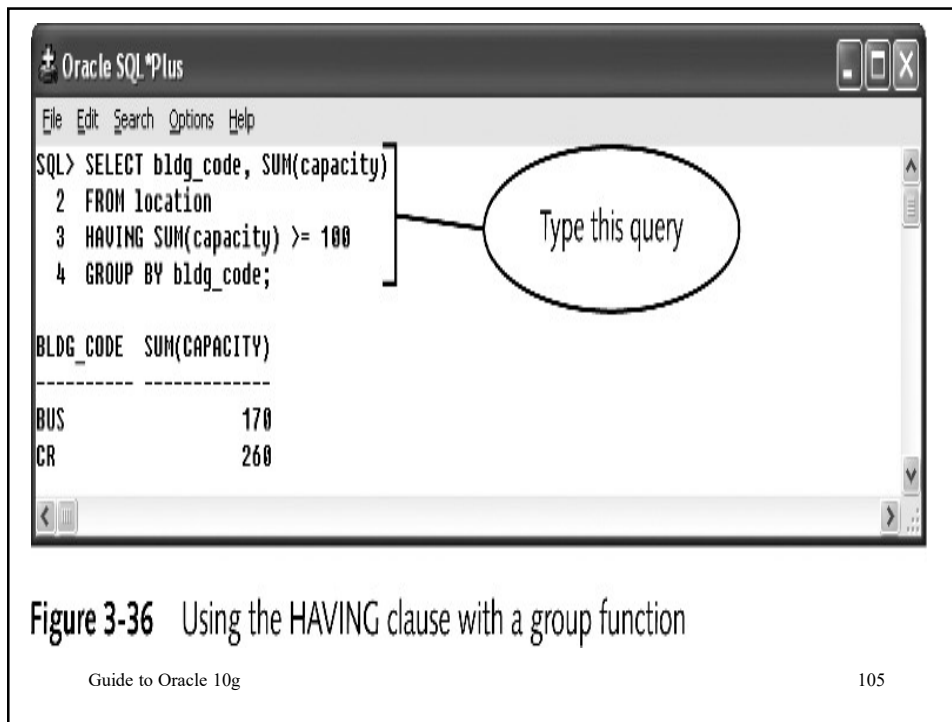 Oracle SQL*Plus
File Edit Search Options Help
SQL> SELECT bldg_code, SUM(capacity)
2 FROM location
3 HAVING SUM(capacity) >= 100
4 GROUP BY bldg_code;
Type this query
BLDG_CODE SUM(CAPACITY)
---------- -------------
BUS 170
CR 260
Figure 3-36 Using the HAVING clause with a group function
Guide to Oracle 10g 105